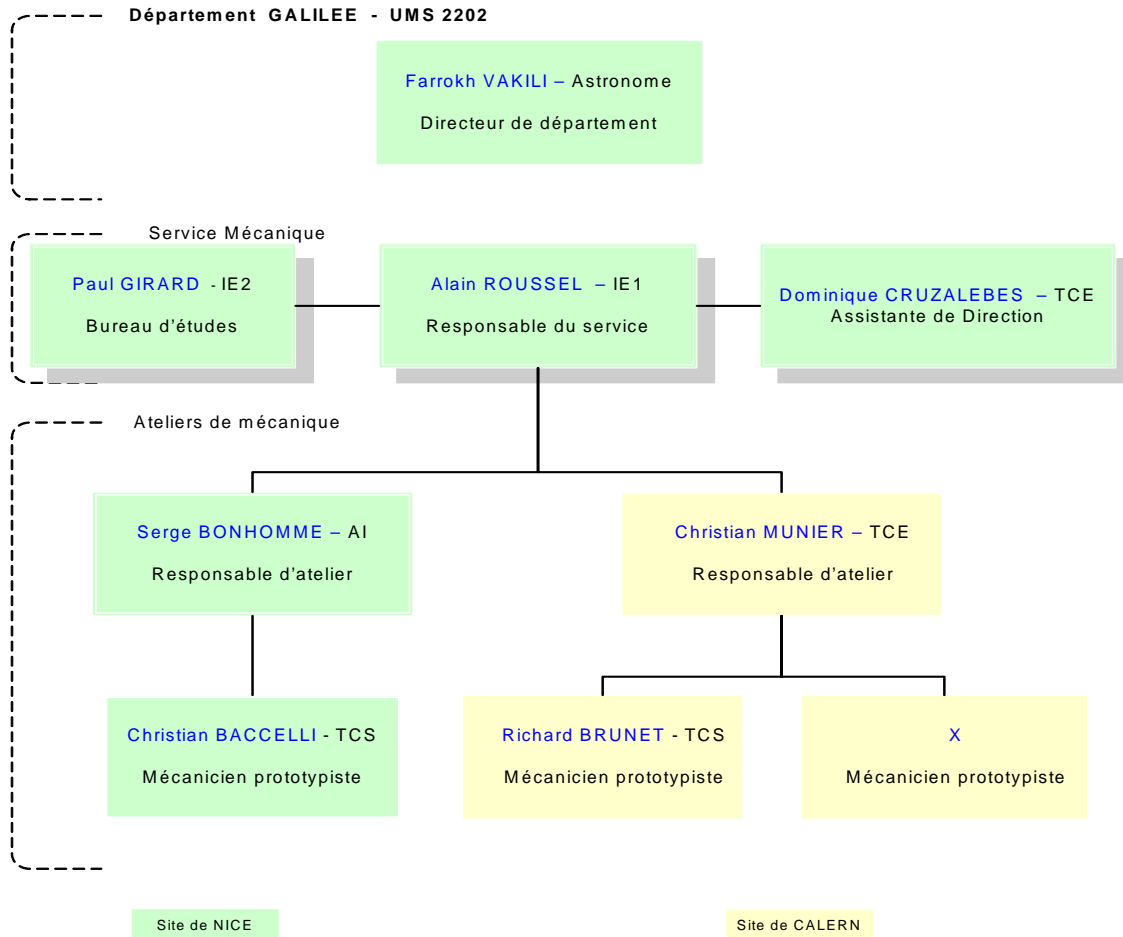 Département GALILEE - UMS 2202
Farrokh VAKILI – Astronome
Directeur de département
Service Mécanique
Paul GIRARD - IE2
Bureau d'études
Alain ROUSSEL – IE1
Responsable du service
Dominique CRUZALEBES – TCE
Assistante de Direction
Ateliers de mécanique
Serge BONHOMME – AI
Responsable d'atelier
Christian MUNIER – TCE
Responsable d'atelier
Christian BACCELLI - TCS
Mécanicien prototypiste
Richard BRUNET - TCS
Mécanicien prototypiste
X
Mécanicien prototypiste
Site de NICE
Site de CALERN